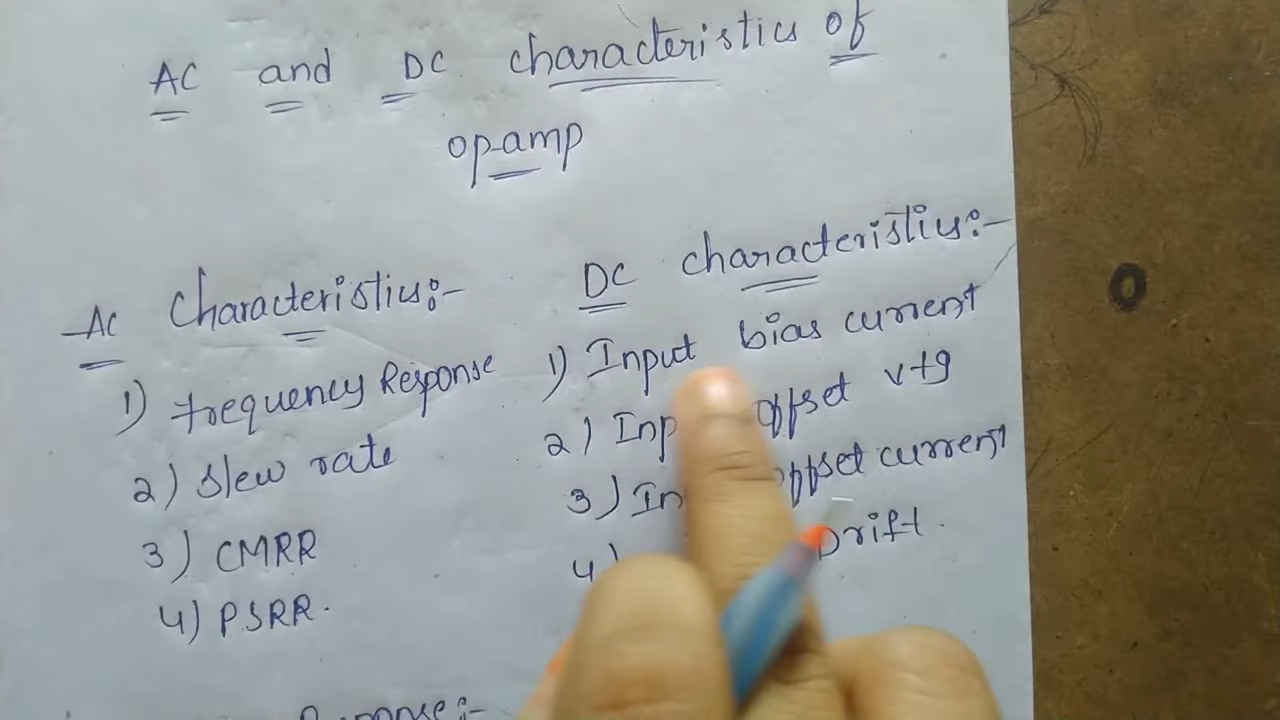 AC and DC characteristics of
op-amp
AC Characteristics:-
1) frequency Response
2) slew rate
3) CMRR
4) PSRR.
DC characteristics:-
1) Input bias current
2) Inp offset vtg
3) In offset current
4) Drift.
Response:-